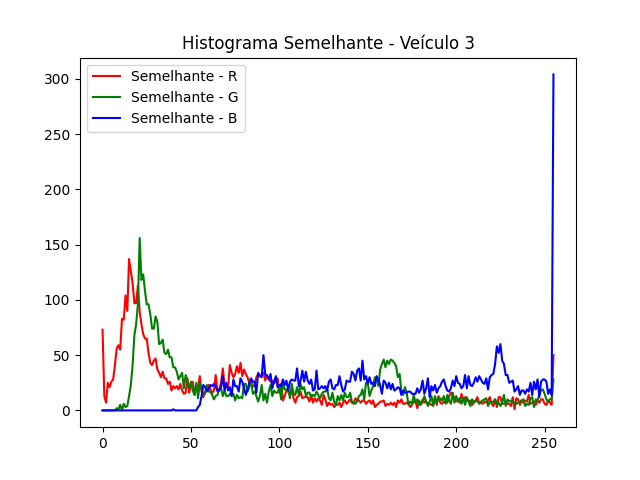 Histograma Semelhante - Veículo 3
Semelhante - R
Semelhante - G
Semelhante - B
300
250
200
150
100
50
0
0 50 100 150 200 250